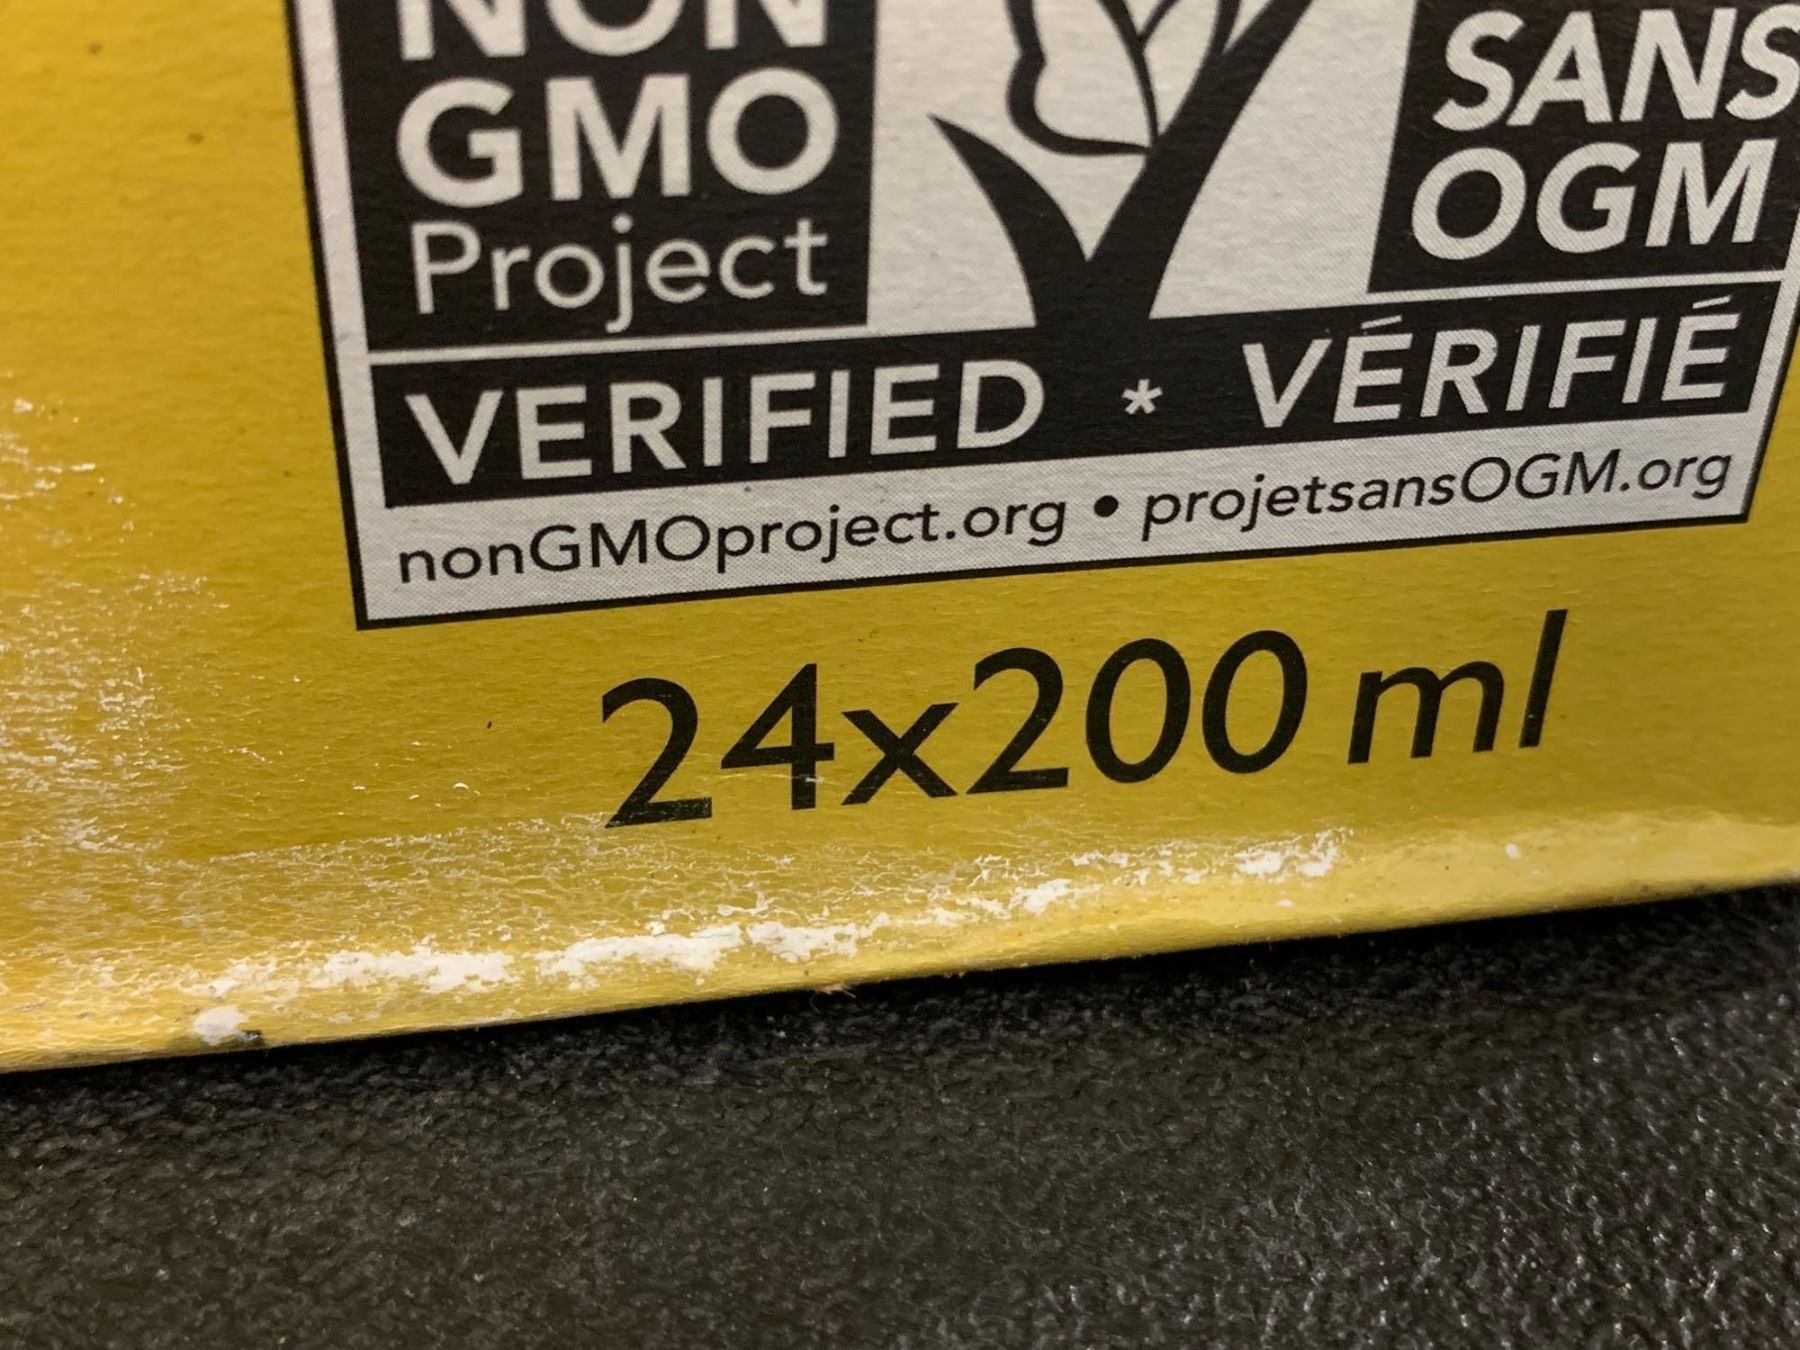 NON
GMO
Project
SANS
OGM
VERIFIED * VÉRIFIÉ
nonGMOproject.org • projetsansOGM.org
24x200 ml